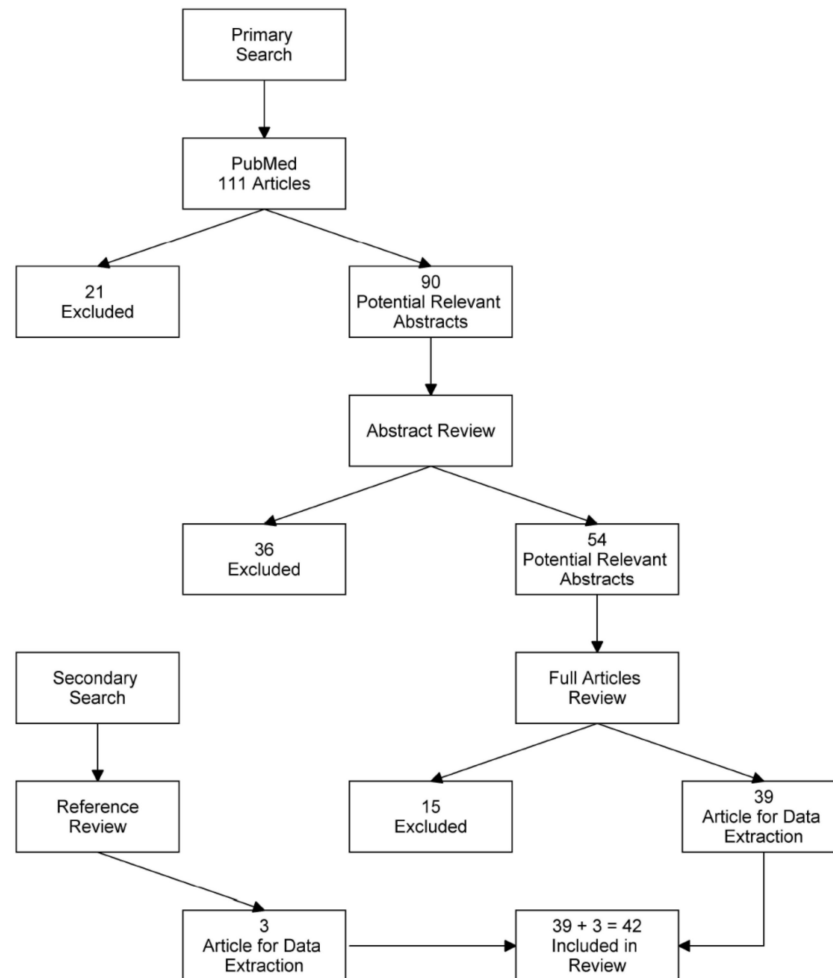 Primary
Search
PubMed
111 Articles
21
Excluded
90
Potential Relevant
Abstracts
Abstract Review
36
Excluded
54
Potential Relevant
Abstracts
Secondary
Search
Full Articles
Review
Reference
Review
15
Excluded
39
Article for Data
Extraction
3
Article for Data
Extraction
39 + 3 = 42
Included in
Review